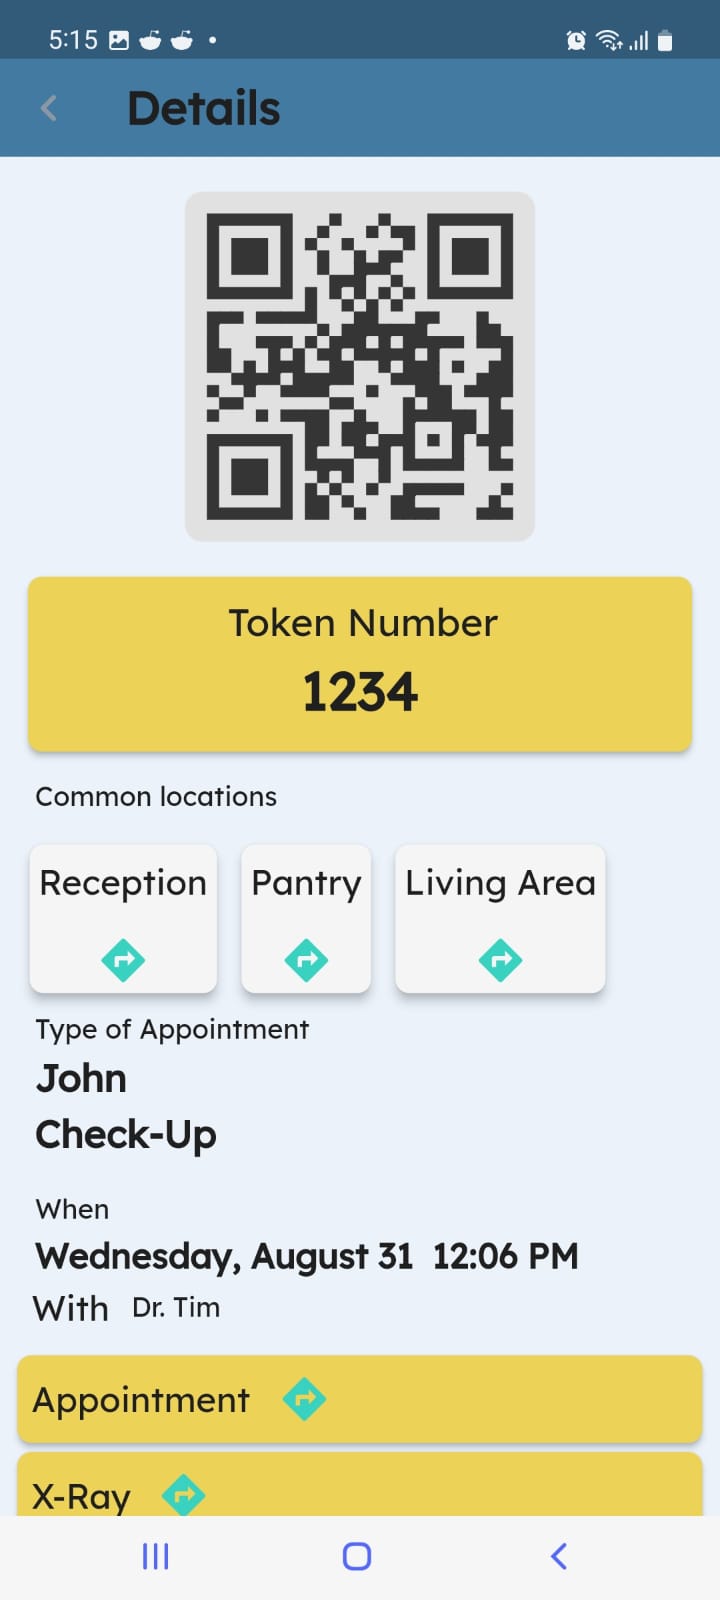 5:15
Details
Token Number
1234
Common locations
Reception
Pantry
Living Area
Type of Appointment
John
Check-Up
When
Wednesday, August 31 12:06 PM
With Dr. Tim
Appointment
X-Ray